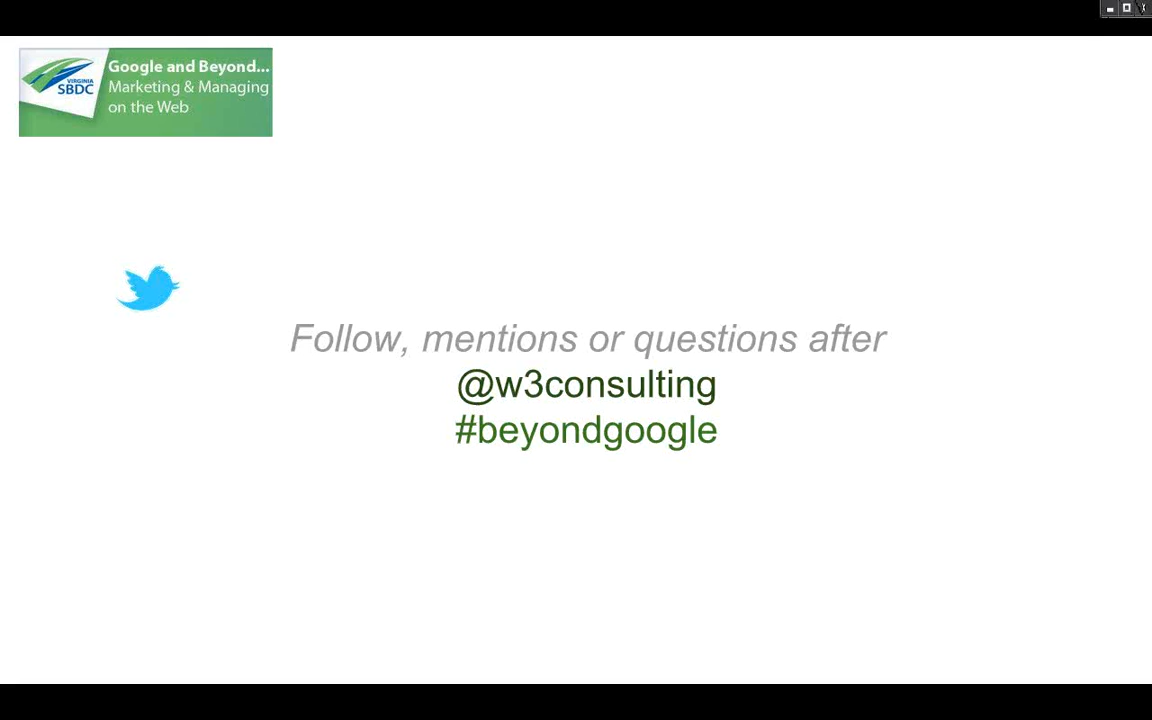 Google and Beyond...
VIRGINIA
SBDC
Marketing & Managing
on the Web
Follow, mentions or questions after
@w3consulting
#beyondgoogle